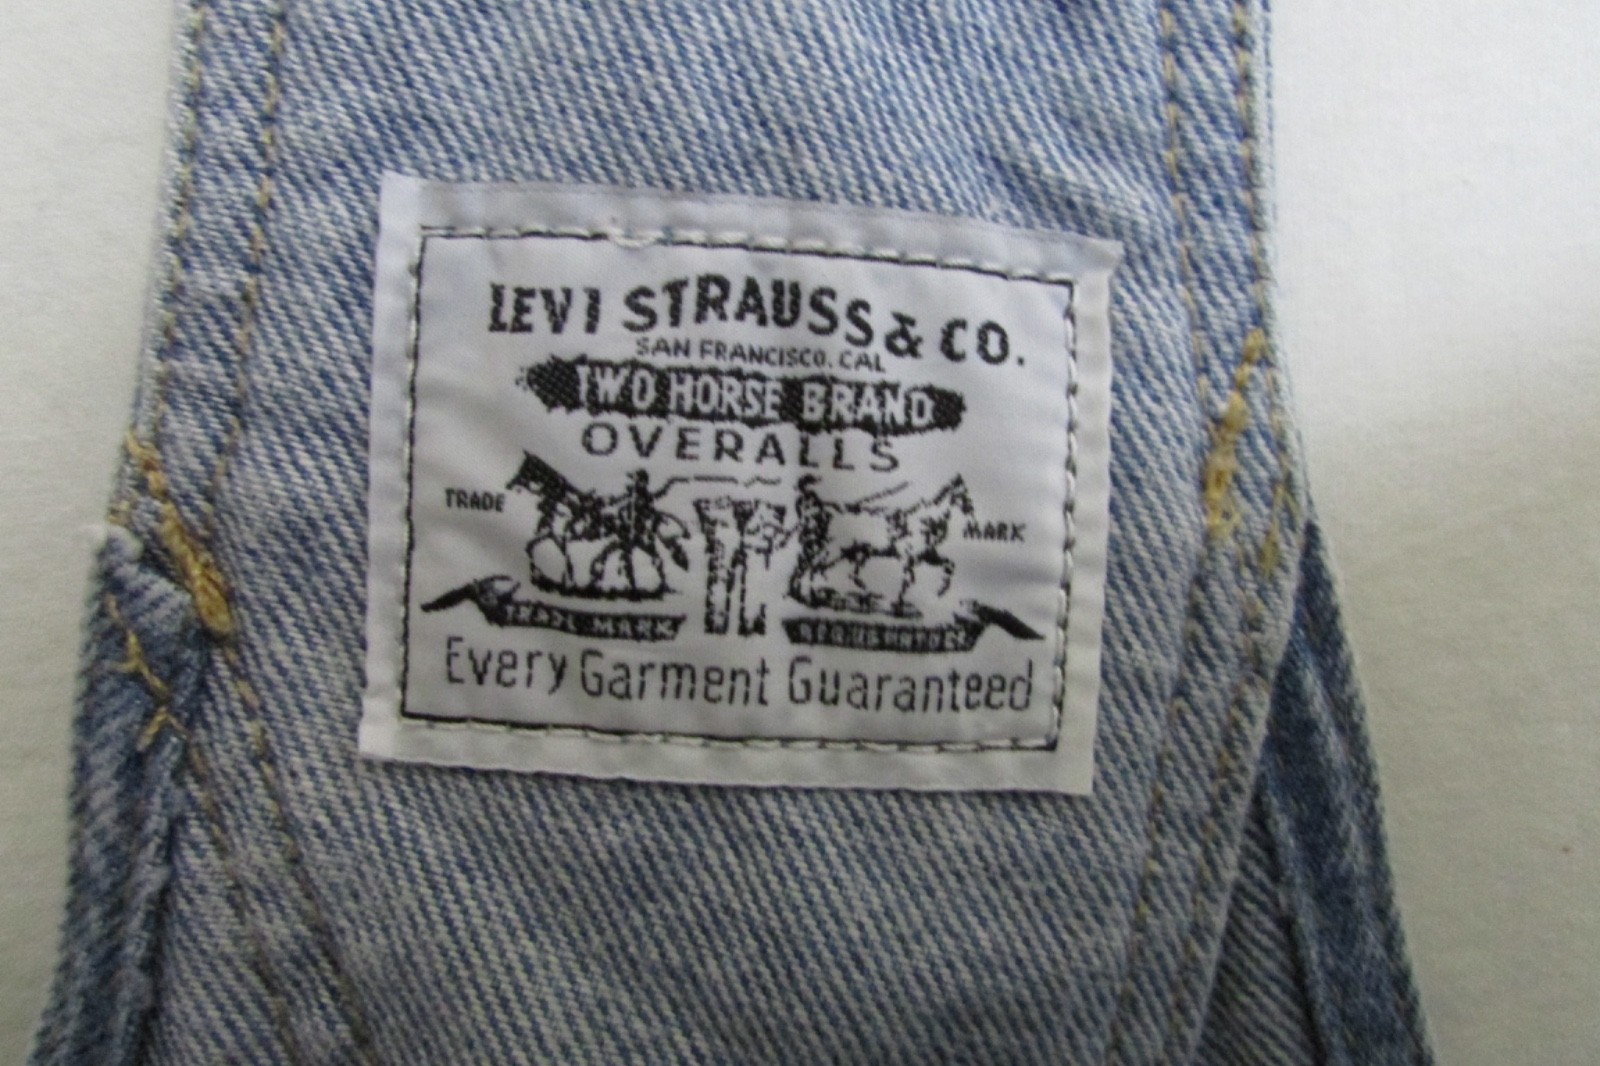 LEVI STRAUSS & CO.
SAN FRANCISCO. CAL
TWO HORSE BRAND
OVERALLS
TRADE MARK
TRADE MARK
Every Garment Guaranteed